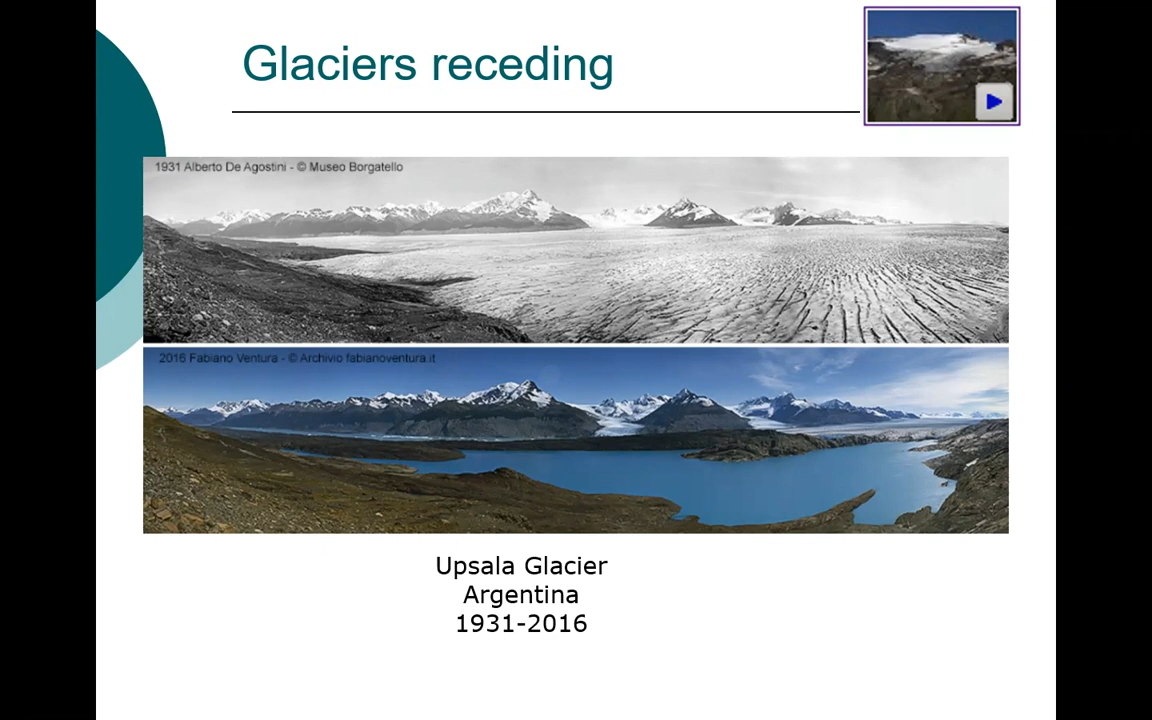 Glaciers receding
1931 Alberto De Agostini - © Museo Borgatello
2016 Fabiano Ventura - © Archivio fabianoventura.it
Upsala Glacier
Argentina
1931-2016